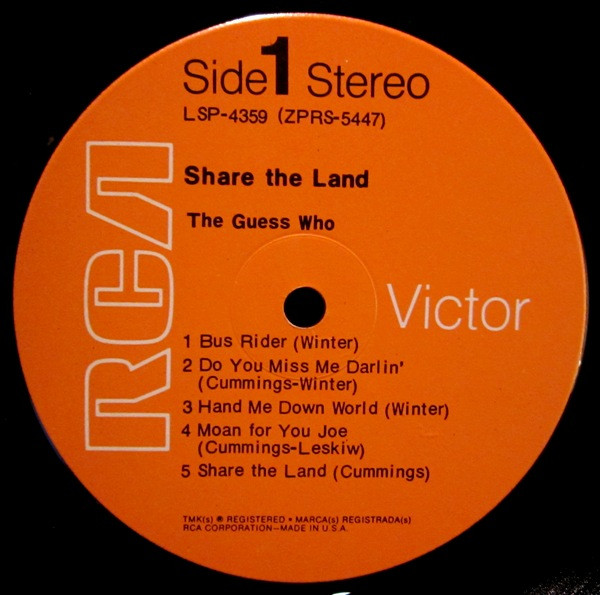 Side 1 Stereo
LSP-4359 (ZPRS-5447)
Share the Land
The Guess Who
RCA
Victor
1 Bus Rider (Winter)
2 Do You Miss Me Darlin'
(Cummings-Winter)
3 Hand Me Down World (Winter)
4 Moan for You Joe
(Cummings-Leskiw)
5 Share the Land (Cummings)
TMK(s) ® REGISTERED • MARCA(s) REGISTRADA(s)
RCA CORPORATION—MADE IN U.S.A.